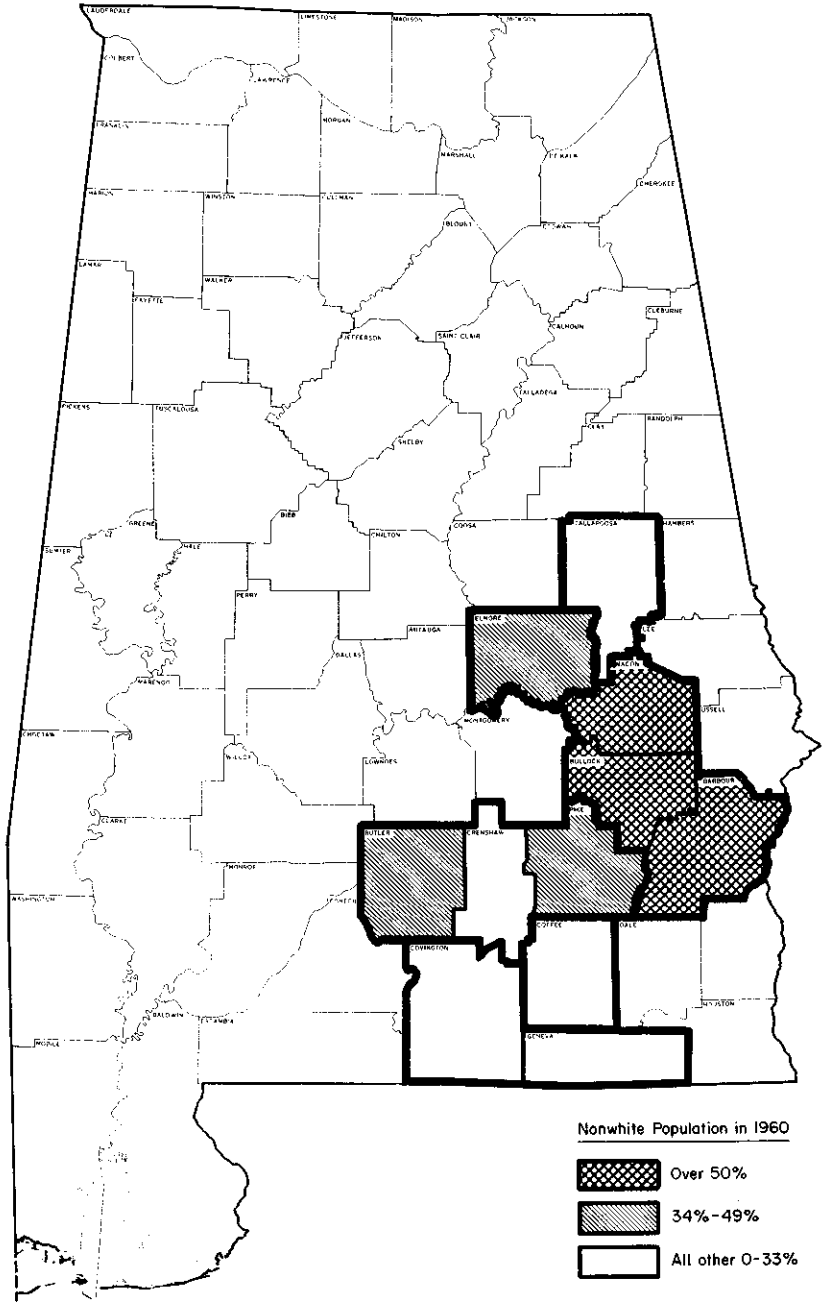 LAUDERDALE
LIMESTONE
MADISON
JACKSON
COLBERT
LAWRENCE
FRANKLIN
MORGAN
MARSHALL
DE KALB
CHEROKEE
MARION
WINSTON
CULLMAN
BLOUNT
ETOWAH
LAMAR
FAYETTE
WALKER
JEFFERSON
SAINT CLAIR
CALHOUN
CLEBURNE
PICKENS
TUSCALOOSA
TALLADEGA
SHELBY
CLAY
RANDOLPH
GREENE
BIBB
COOSA
TALLAPOOSA
CHAMBERS
SUMTER
HALE
CHILTON
PERRY
ELMORE
AUTAUGA
LEE
DALLAS
MACON
MARENGO
MONTGOMERY
RUSSELL
CHOCTAW
WILCOX
LOWNDES
BULLOCK
BARBOUR
CLARKE
BUTLER
CRENSHAW
PIKE
MONROE
WASHINGTON
CONECUH
COFFEE
DALE
COVINGTON
HOUSTON
BALDWIN
ESCAMBIA
MOBILE
GENEVA
Nonwhite Population in 1960
Over 50%
34%-49%
All other 0-33%